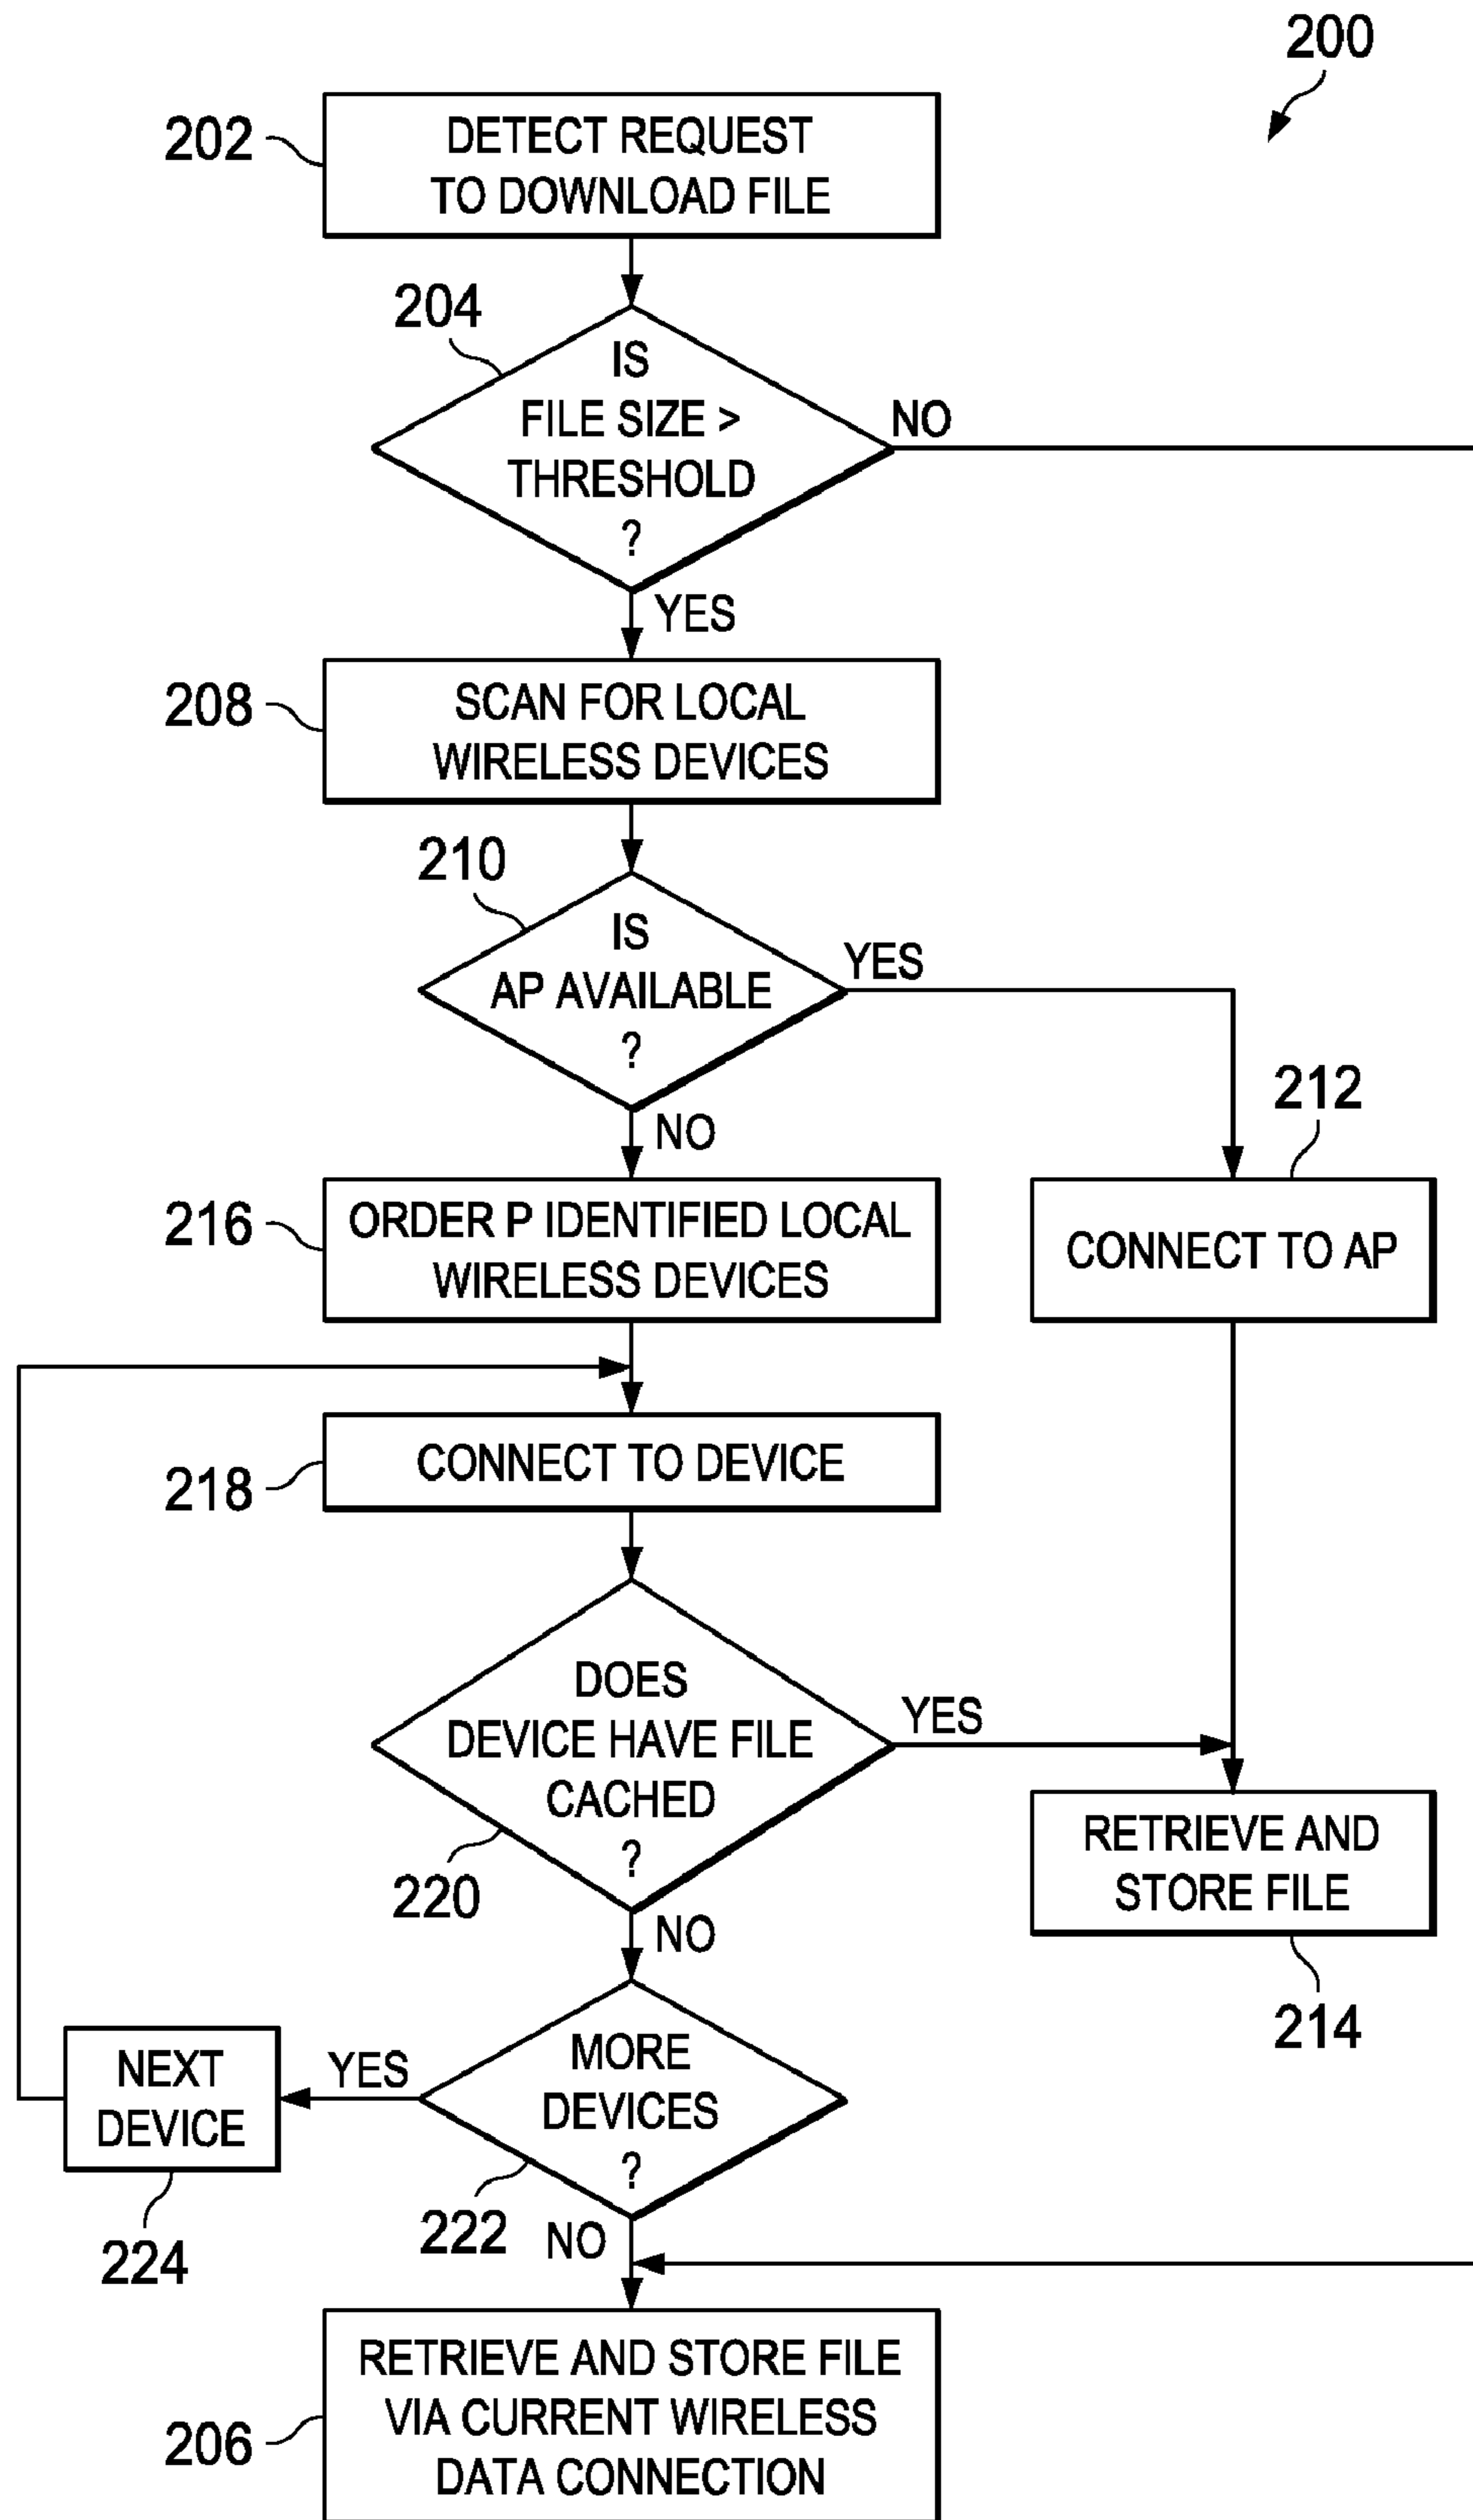 200
202
DETECT REQUEST
TO DOWNLOAD FILE
204
IS
FILE SIZE >
THRESHOLD
?
NO
YES
208
SCAN FOR LOCAL
WIRELESS DEVICES
210
IS
AP AVAILABLE
?
YES
NO
212
CONNECT TO AP
216
ORDER P IDENTIFIED LOCAL
WIRELESS DEVICES
218
CONNECT TO DEVICE
DOES
DEVICE HAVE FILE
CACHED
?
YES
220
NO
RETRIEVE AND
STORE FILE
214
MORE
DEVICES
?
YES
NEXT
DEVICE
224
222
NO
206
RETRIEVE AND STORE FILE
VIA CURRENT WIRELESS
DATA CONNECTION